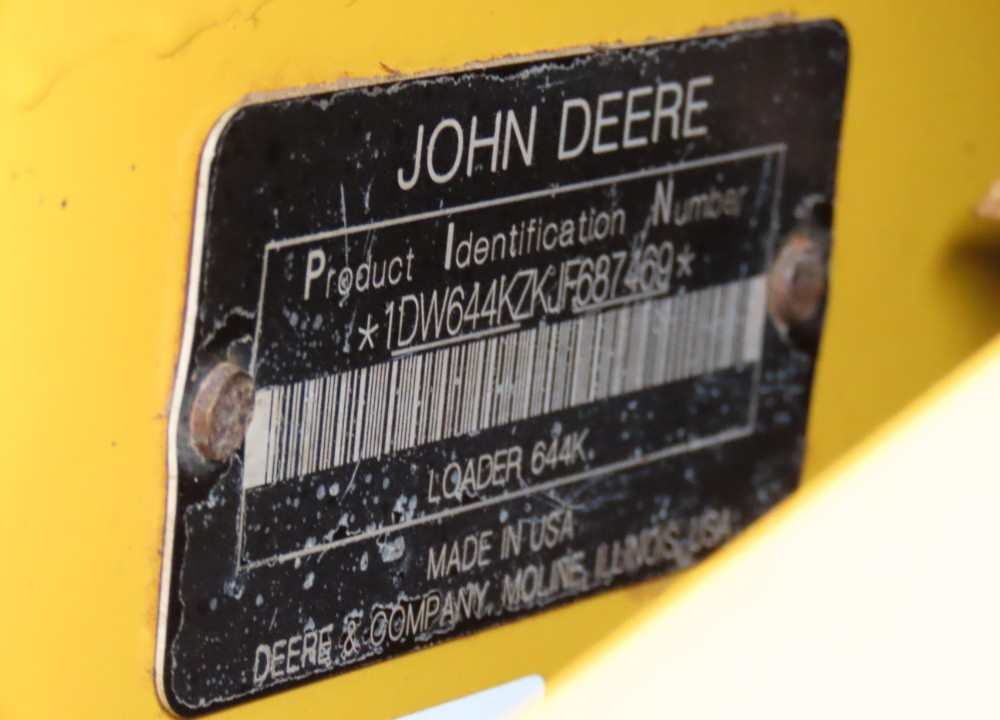 JOHN DEERE
Product Identification Number
*1DW644KZKJF687469*
LOADER 644K
MADE IN USA
DEERE & COMPANY, MOLINE, ILLINOIS, USA